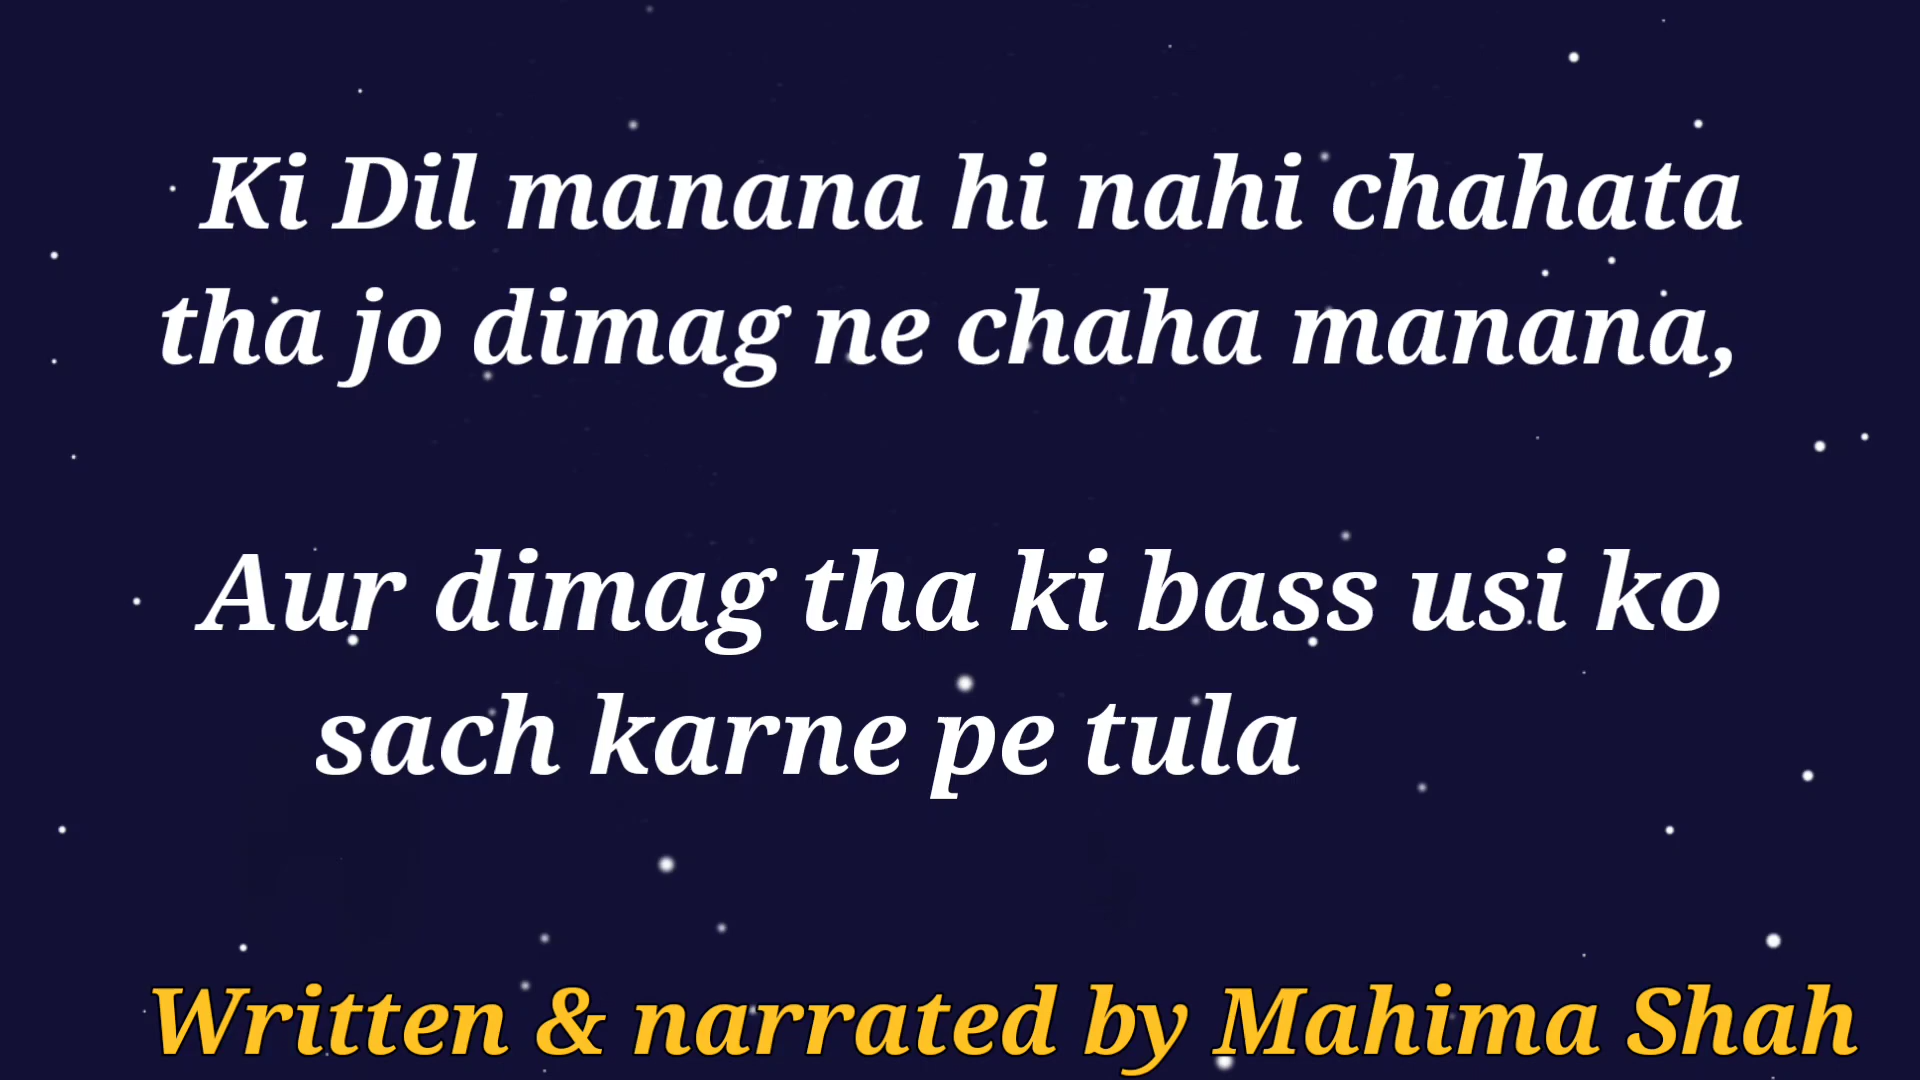 Ki Dil manana hi nahi chahata
tha jo dimag ne chaha manana,
Aur dimag tha ki bass usi ko
sach karne pe tula
Written & narrated by Mahima Shah